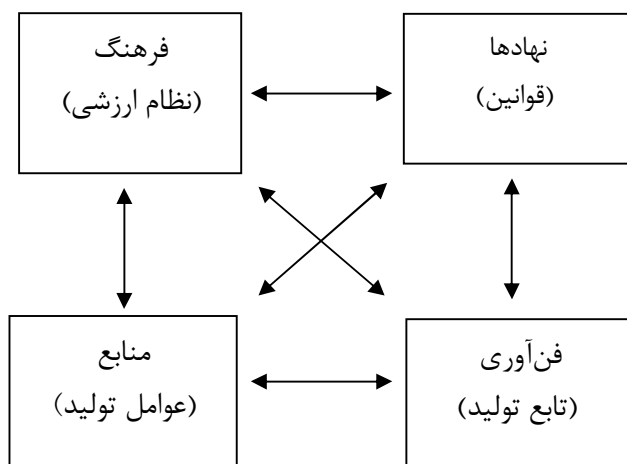 نهادها
(قوانین)
فرهنگ
(نظام ارزشی)
فن‌آوری
(تابع تولید)
منابع
(عوامل تولید)